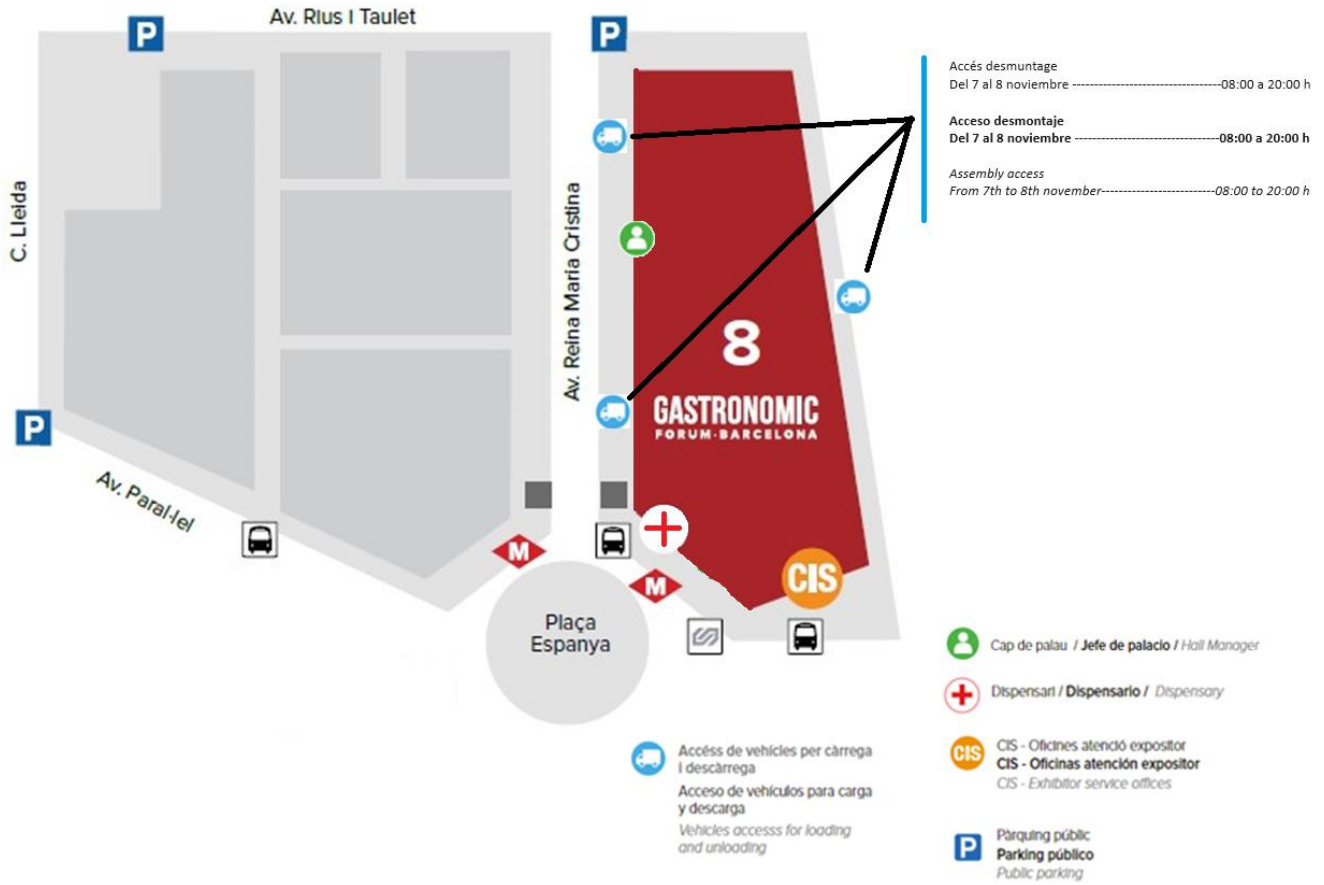 Av. Rius i Taulet
P
P
Accés desmuntage
Del 7 al 8 noviembre ----------------------------------08:00 a 20:00 h
Acceso desmontaje
Del 7 al 8 noviembre ---------------------------------08:00 a 20:00 h
Assembly access
From 7th to 8th november--------------------------08:00 to 20:00 h
C. Lleida
Av. Reina Maria Cristina
8
GASTRONOMIC
FORUM·BARCELONA
P
Av. Paral·lel
M
M
CIS
Plaça
Espanya
Cap de palau / Jefe de palacio / Hall Manager
Dispensari / Dispensario / Dispensary
CIS
CIS - Oficines atenció expositor
CIS - Oficinas atención expositor
CIS - Exhibitor service offices
Accéss de vehicles per càrrega
i descàrrega
Acceso de vehículos para carga
y descarga
Vehicles accesss for loading
and unloading
P
Pàrquing públic
Parking público
Public parking